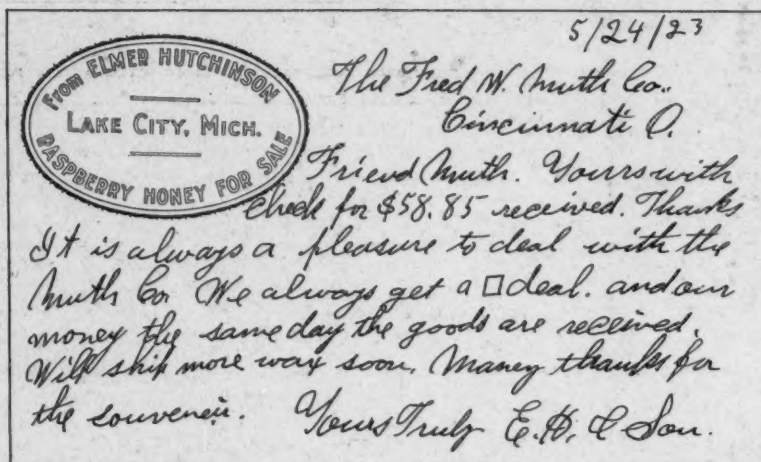 5/24/23
From ELMER HUTCHINSON
LAKE CITY, MICH.
RASPBERRY HONEY FOR SALE
The Fred W. Muth Co.,
Cincinnati O.
Friend Muth. Yours with
check for $58.85 received. Thanks
It is always a pleasure to deal with the
Muth Co. We always get a □ deal. and our
money the same day the goods are received.
Will ship more wax soon. Maney thanks for
the souveneir. Yours Truly E. H. & Son.